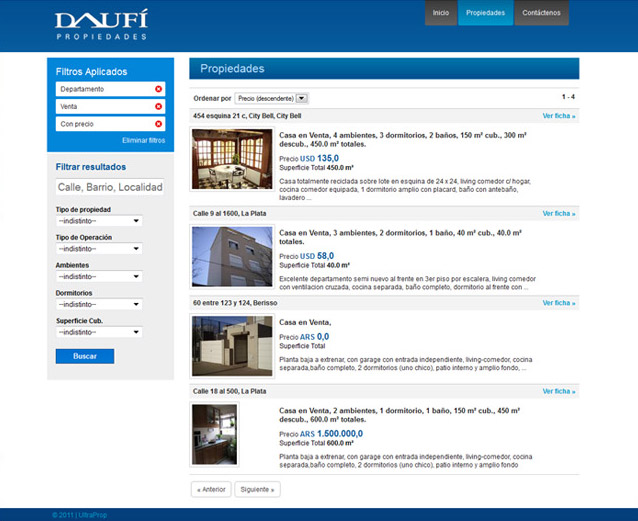 DAUFÍ
PROPIEDADES
Inicio
Propiedades
Contáctenos
Filtros Aplicados
Departamento
Venta
Con precio
Eliminar filtros
Filtrar resultados
Calle, Barrio, Localidad
Tipo de propiedad
--indistinto--
Tipo de Operación
--indistinto--
Ambientes
--indistinto--
Dormitorios
--indistinto--
Superficie Cub.
--indistinto--
Buscar
Propiedades
Ordenar por Precio (descendente) 1 - 4
454 esquina 21 c, City Bell, City Bell Ver ficha »
Casa en Venta, 4 ambientes, 3 dormitorios, 2 baños, 150 m² cub., 300 m²
descub., 450.0 m² totales.
Precio USD 135,0
Superficie Total 450.0 m²
Casa totalmente reciclada sobre lote en esquina de 24 x 24, living comedor c/ hogar,
cocina comedor equipada, 1 dormitorio amplio con placard, baño con antebaño,
lavadero ...
Calle 9 al 1600, La Plata Ver ficha »
Casa en Venta, 3 ambientes, 2 dormitorios, 1 baño, 40 m² cub., 40.0 m²
totales.
Precio USD 58,0
Superficie Total 40.0 m²
Excelente departamento semi nuevo al frente en 3er piso por escalera, living comedor
con ventilacion cruzada, cocina separada, baño completo, dormitorio al frente con ...
60 entre 123 y 124, Berisso Ver ficha »
Casa en Venta,
Precio ARS 0,0
Superficie Total
Planta baja a extrenar, con garage con entrada independiente, living-comedor, cocina
separada,baño completo, 2 dormitorios (uno chico), patio interno y amplio fondo, ...
Calle 18 al 500, La Plata Ver ficha »
Casa en Venta, 2 ambientes, 1 dormitorio, 1 baño, 150 m² cub., 450 m²
descub., 600.0 m² totales.
Precio ARS 1.500.000,0
Superficie Total 600.0 m²
Planta baja a extrenar, con garage con entrada independiente, living-comedor, cocina
separada,baño completo, 2 dormitorios (uno chico), patio interno y amplio fondo
« Anterior
Siguiente »
© 2011 | UltraProp